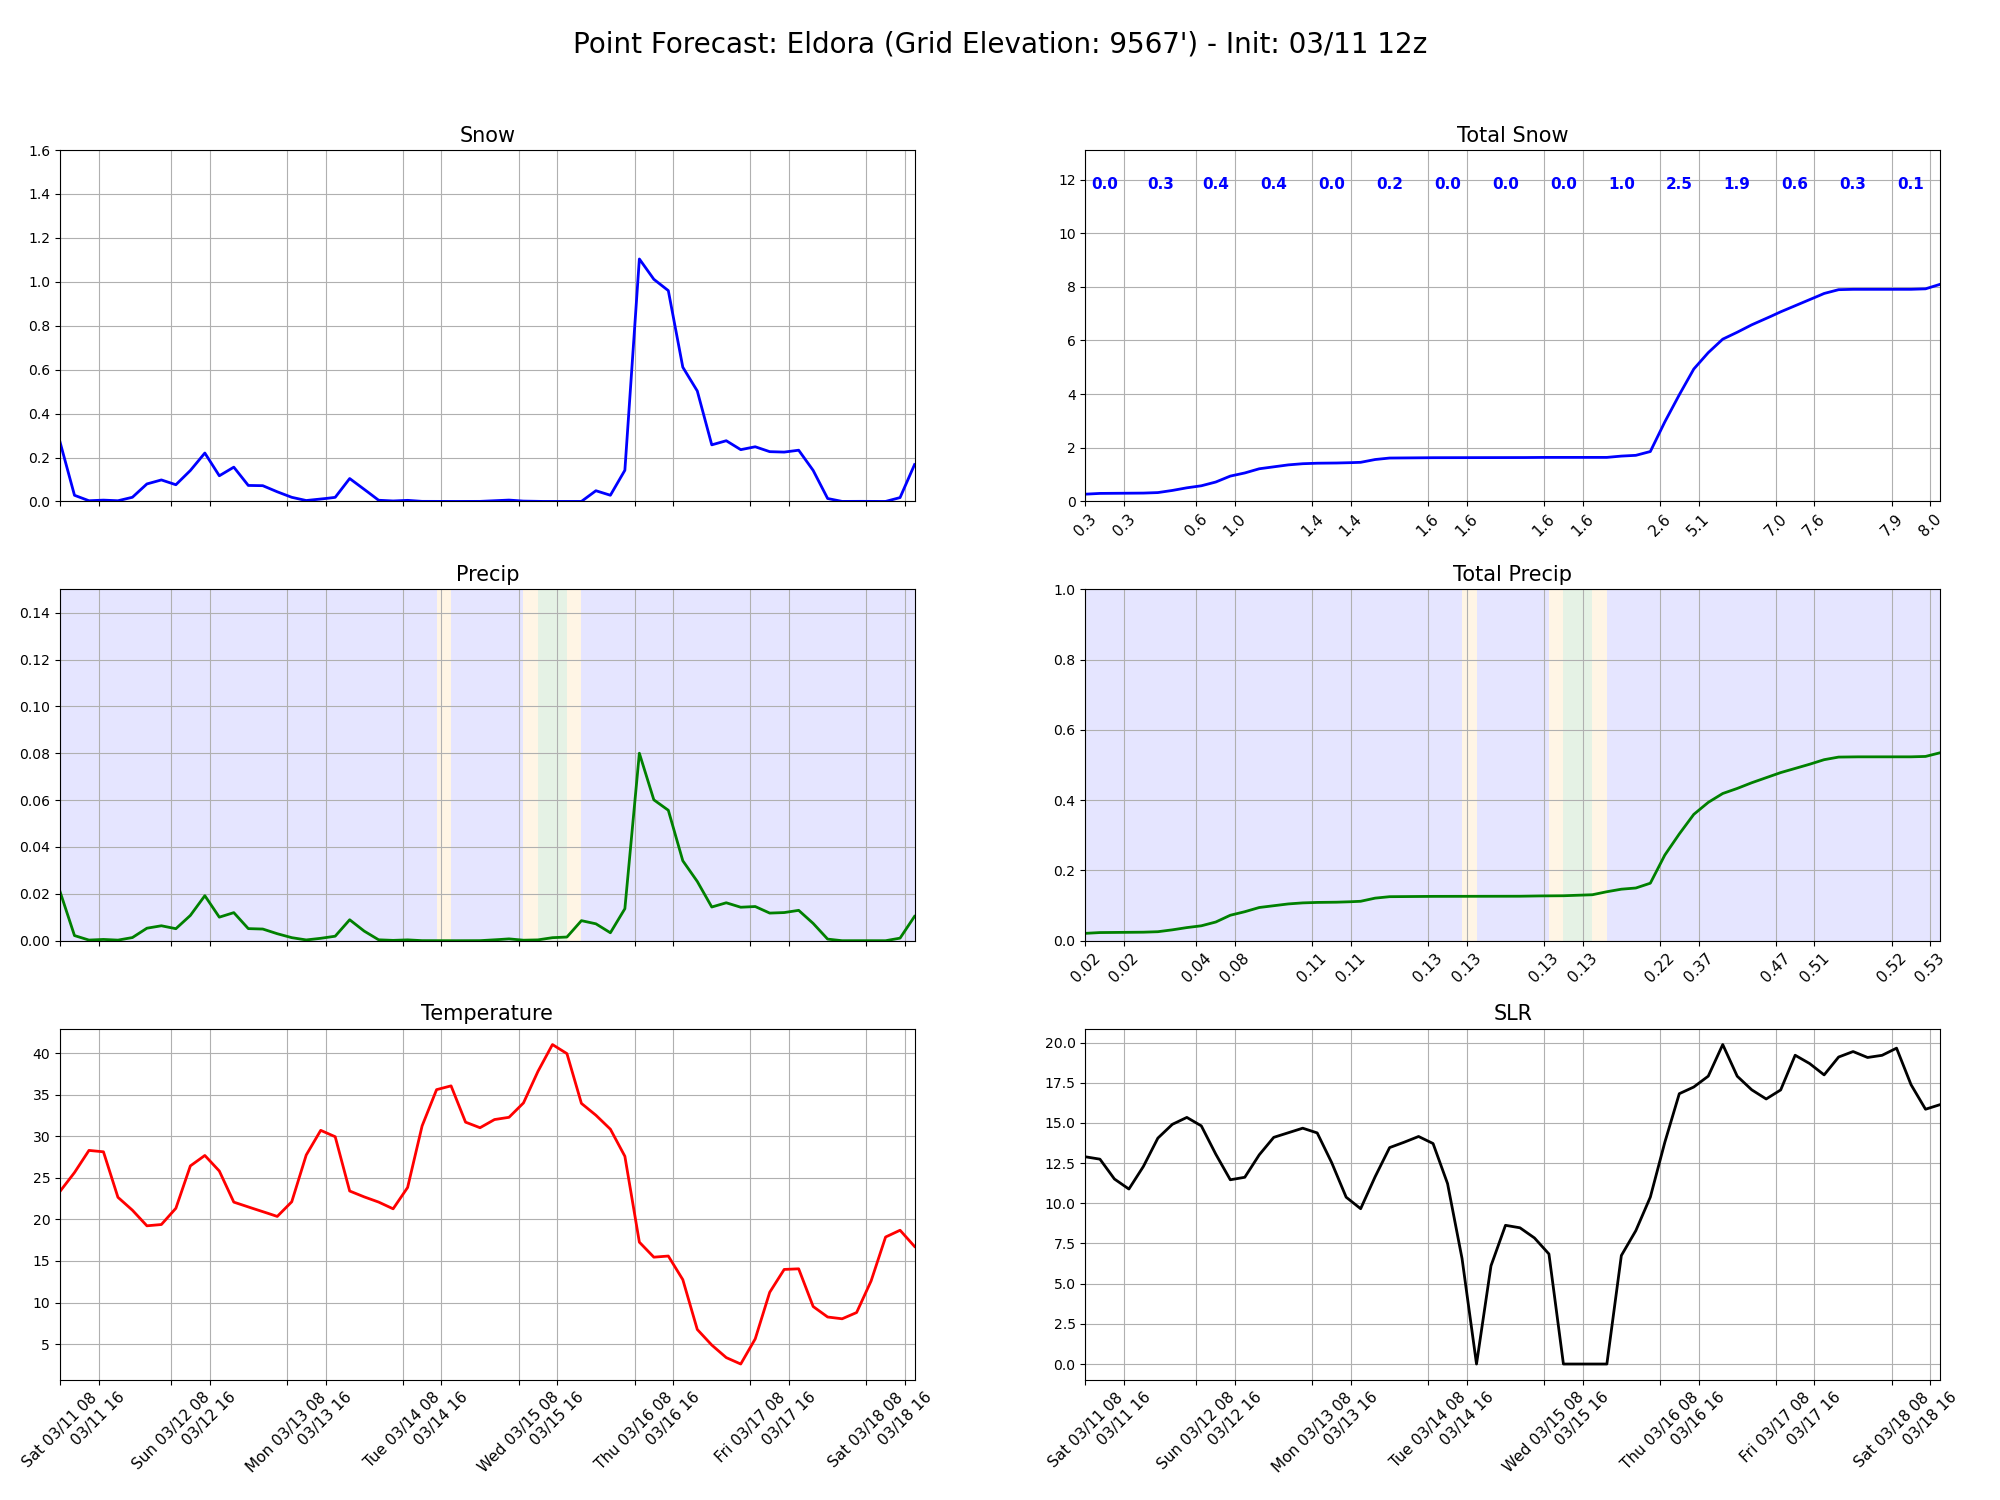 Point Forecast: Eldora (Grid Elevation: 9567') - Init: 03/11 12z
Snow
1.6
1.4
1.2
1.0
0.8
0.6
0.4
0.2
0.0
Total Snow
12
10
8
6
4
2
0
0.0 0.3 0.4 0.4 0.0 0.2 0.0 0.0 0.0 1.0 2.5 1.9 0.6 0.3 0.1
0.3 0.3 0.6 1.0 1.4 1.4 1.6 1.6 1.6 1.6 2.6 5.1 7.0 7.6 7.9 8.0
Precip
0.14
0.12
0.10
0.08
0.06
0.04
0.02
0.00
Total Precip
1.0
0.8
0.6
0.4
0.2
0.0
0.02 0.02 0.04 0.08 0.11 0.11 0.13 0.13 0.13 0.13 0.22 0.37 0.47 0.51 0.52 0.53
Temperature
40
35
30
25
20
15
10
5
Sat 03/11 08
03/11 16
Sun 03/12 08
03/12 16
Mon 03/13 08
03/13 16
Tue 03/14 08
03/14 16
Wed 03/15 08
03/15 16
Thu 03/16 08
03/16 16
Fri 03/17 08
03/17 16
Sat 03/18 08
03/18 16
SLR
20.0
17.5
15.0
12.5
10.0
7.5
5.0
2.5
0.0
Sat 03/11 08
03/11 16
Sun 03/12 08
03/12 16
Mon 03/13 08
03/13 16
Tue 03/14 08
03/14 16
Wed 03/15 08
03/15 16
Thu 03/16 08
03/16 16
Fri 03/17 08
03/17 16
Sat 03/18 08
03/18 16